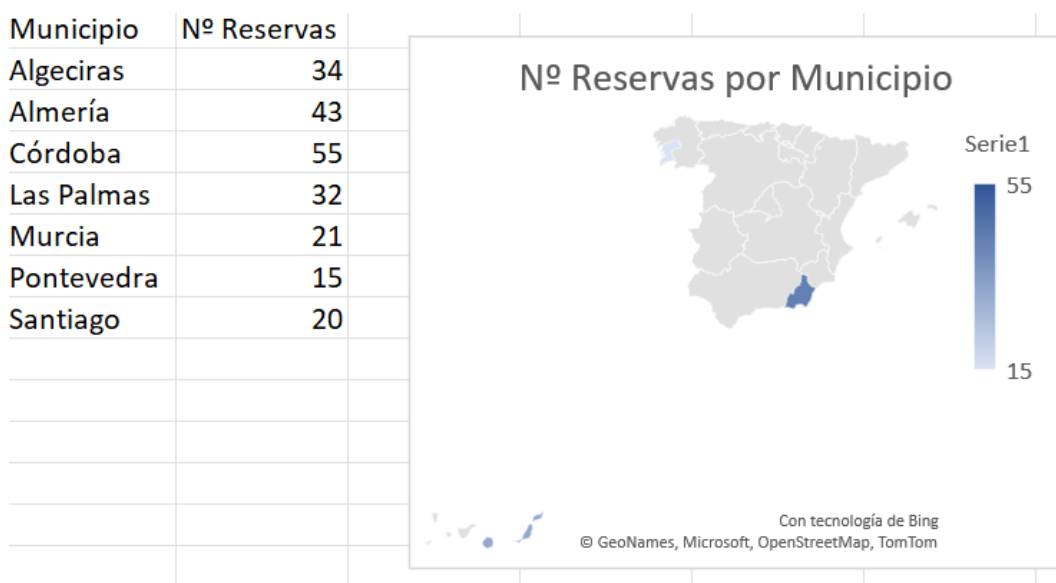 Municipio Nº Reservas
Algeciras 34
Almería 43
Córdoba 55
Las Palmas 32
Murcia 21
Pontevedra 15
Santiago 20
Nº Reservas por Municipio
Serie1
55
15
Con tecnología de Bing
© GeoNames, Microsoft, OpenStreetMap, TomTom